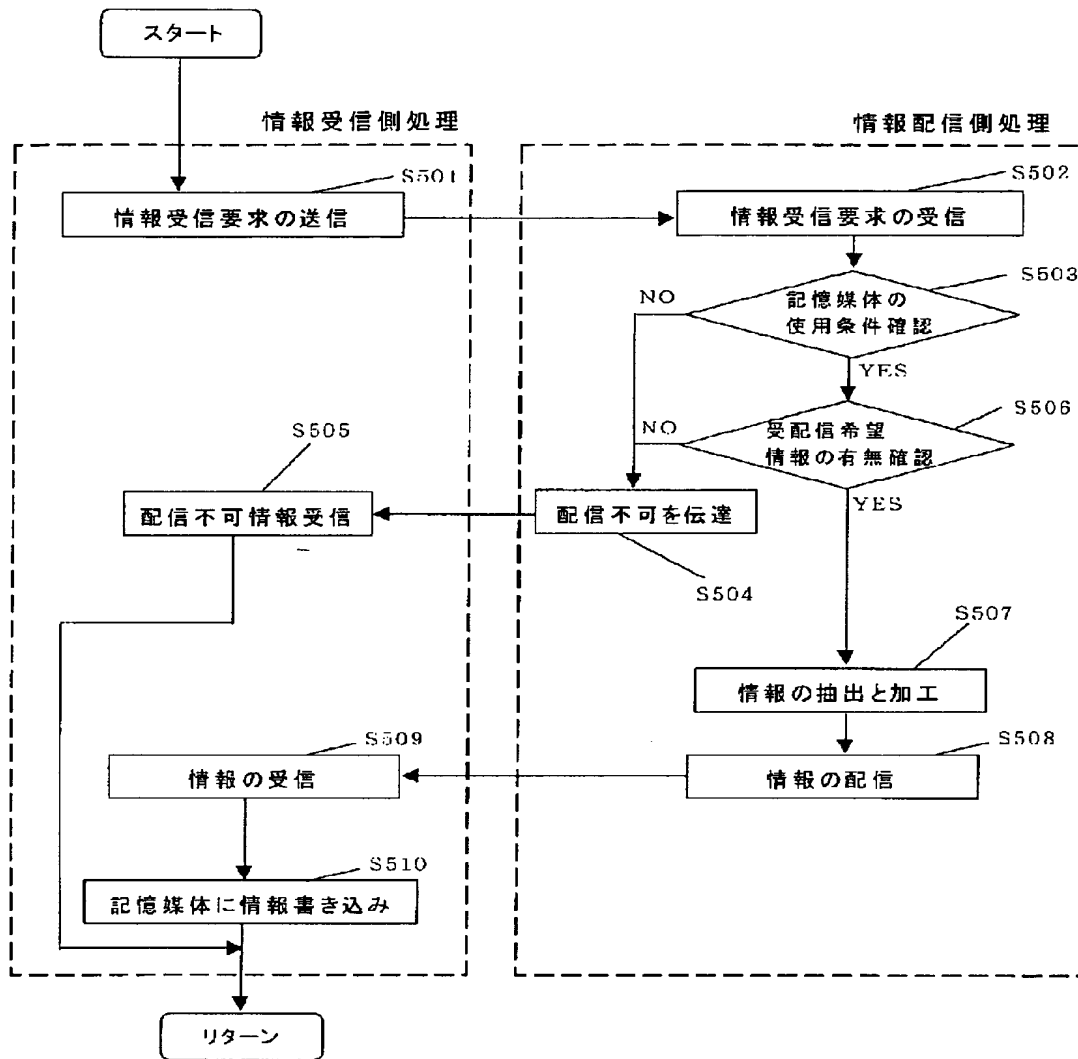 スタート
情報受信側処理
情報配信側処理
S501
情報受信要求の送信
S502
情報受信要求の受信
S503
記憶媒体の
使用条件確認
NO
YES
S506
受配信希望
情報の有無確認
NO
YES
S505
配信不可情報受信
配信不可を伝達
S504
S507
情報の抽出と加工
S509
情報の受信
S508
情報の配信
S510
記憶媒体に情報書き込み
リターン